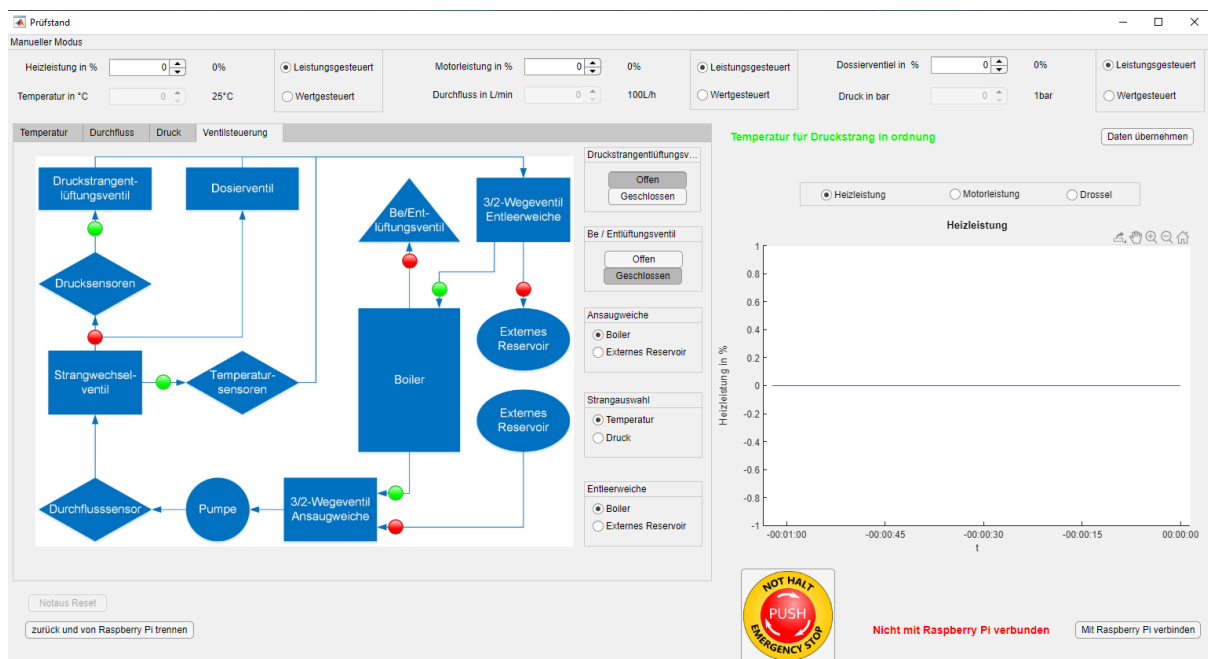 Prüfstand
Manueller Modus
Heizleistung in %
0
0%
Leistungsgesteuert
Motorleistung in %
0
0%
Leistungsgesteuert
Dossierventiel in %
0
0%
Leistungsgesteuert
Temperatur in °C
0
25°C
Wertgesteuert
Durchfluss in L/min
0
100L/h
Wertgesteuert
Druck in bar
0
1bar
Wertgesteuert
Temperatur
Durchfluss
Druck
Ventilsteuerung
Druckstrangent-
lüftungsventil
Dosierventil
Be/Ent-
lüftungsventil
3/2-Wegeventil
Entleerweiche
Drucksensoren
Strangwechsel-
ventil
Temperatur-
sensoren
Boiler
Externes
Reservoir
Externes
Reservoir
Durchflusssensor
Pumpe
3/2-Wegeventil
Ansaugweiche
Druckstrangentlüftungsv...
Offen
Geschlossen
Be / Entlüftungsventil
Offen
Geschlossen
Ansaugweiche
Boiler
Externes Reservoir
Strangauswahl
Temperatur
Druck
Entleerweiche
Boiler
Externes Reservoir
Temperatur für Druckstrang in ordnung
Daten übernehmen
Heizleistung
Motorleistung
Drossel
Heizleistung
Heizleistung in %
1
0.8
0.6
0.4
0.2
0
-0.2
-0.4
-0.6
-0.8
-1
-00:01:00
-00:00:45
-00:00:30
-00:00:15
00:00:00
t
Notaus Reset
zurück und von Raspberry Pi trennen
NOT HALT
PUSH
EMERGENCY STOP
Nicht mit Raspberry Pi verbunden
Mit Raspberry Pi verbinden